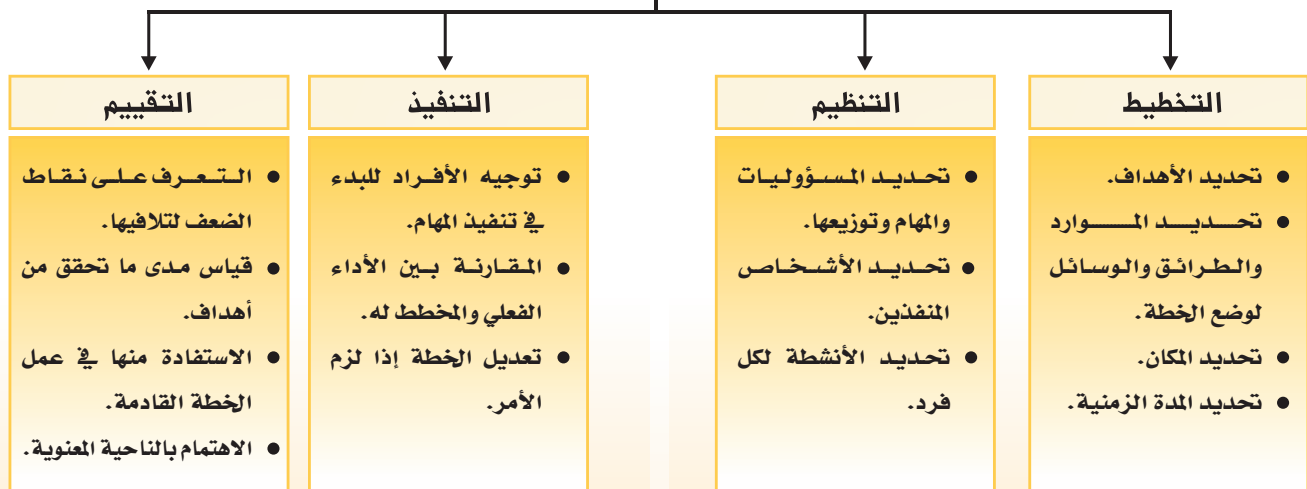 التخطيط
• تحديد الأهداف.
• تحديد الموارد
والطرائق والوسائل
لوضع الخطة.
• تحديد المكان.
• تحديد المدة الزمنية.
التنظيم
• تحديد المسؤوليات
والمهام وتوزيعها.
• تحديد الأشخاص
المنفذين.
• تحديد الأنشطة لكل
فرد.
التنفيذ
• توجيه الأفراد للبدء
في تنفيذ المهام.
• المقارنة بين الأداء
الفعلي والمخطط له.
• تعديل الخطة إذا لزم
الأمر.
التقييم
• التعرف على نقاط
الضعف لتلافيها.
• قياس مدى ما تحقق من
أهداف.
• الاستفادة منها في عمل
الخطة القادمة.
• الاهتمام بالناحية المعنوية.